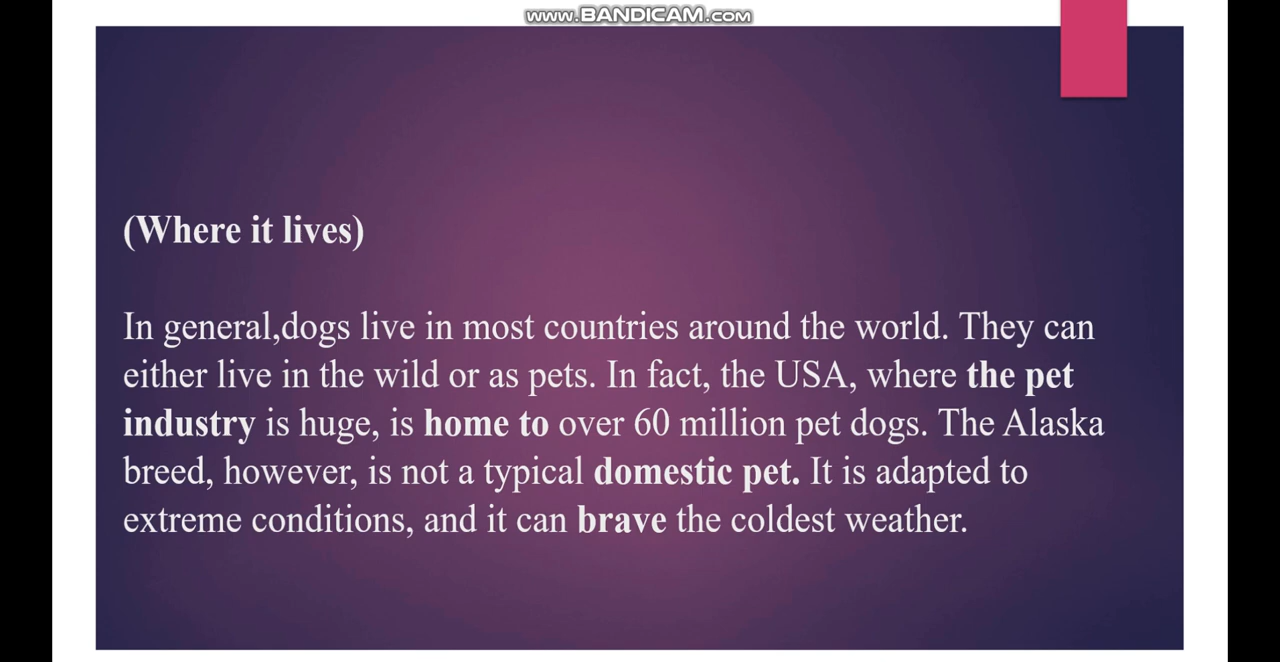 www.BANDICAM.com
(Where it lives)
In general,dogs live in most countries around the world. They can
either live in the wild or as pets. In fact, the USA, where the pet
industry is huge, is home to over 60 million pet dogs. The Alaska
breed, however, is not a typical domestic pet. It is adapted to
extreme conditions, and it can brave the coldest weather.